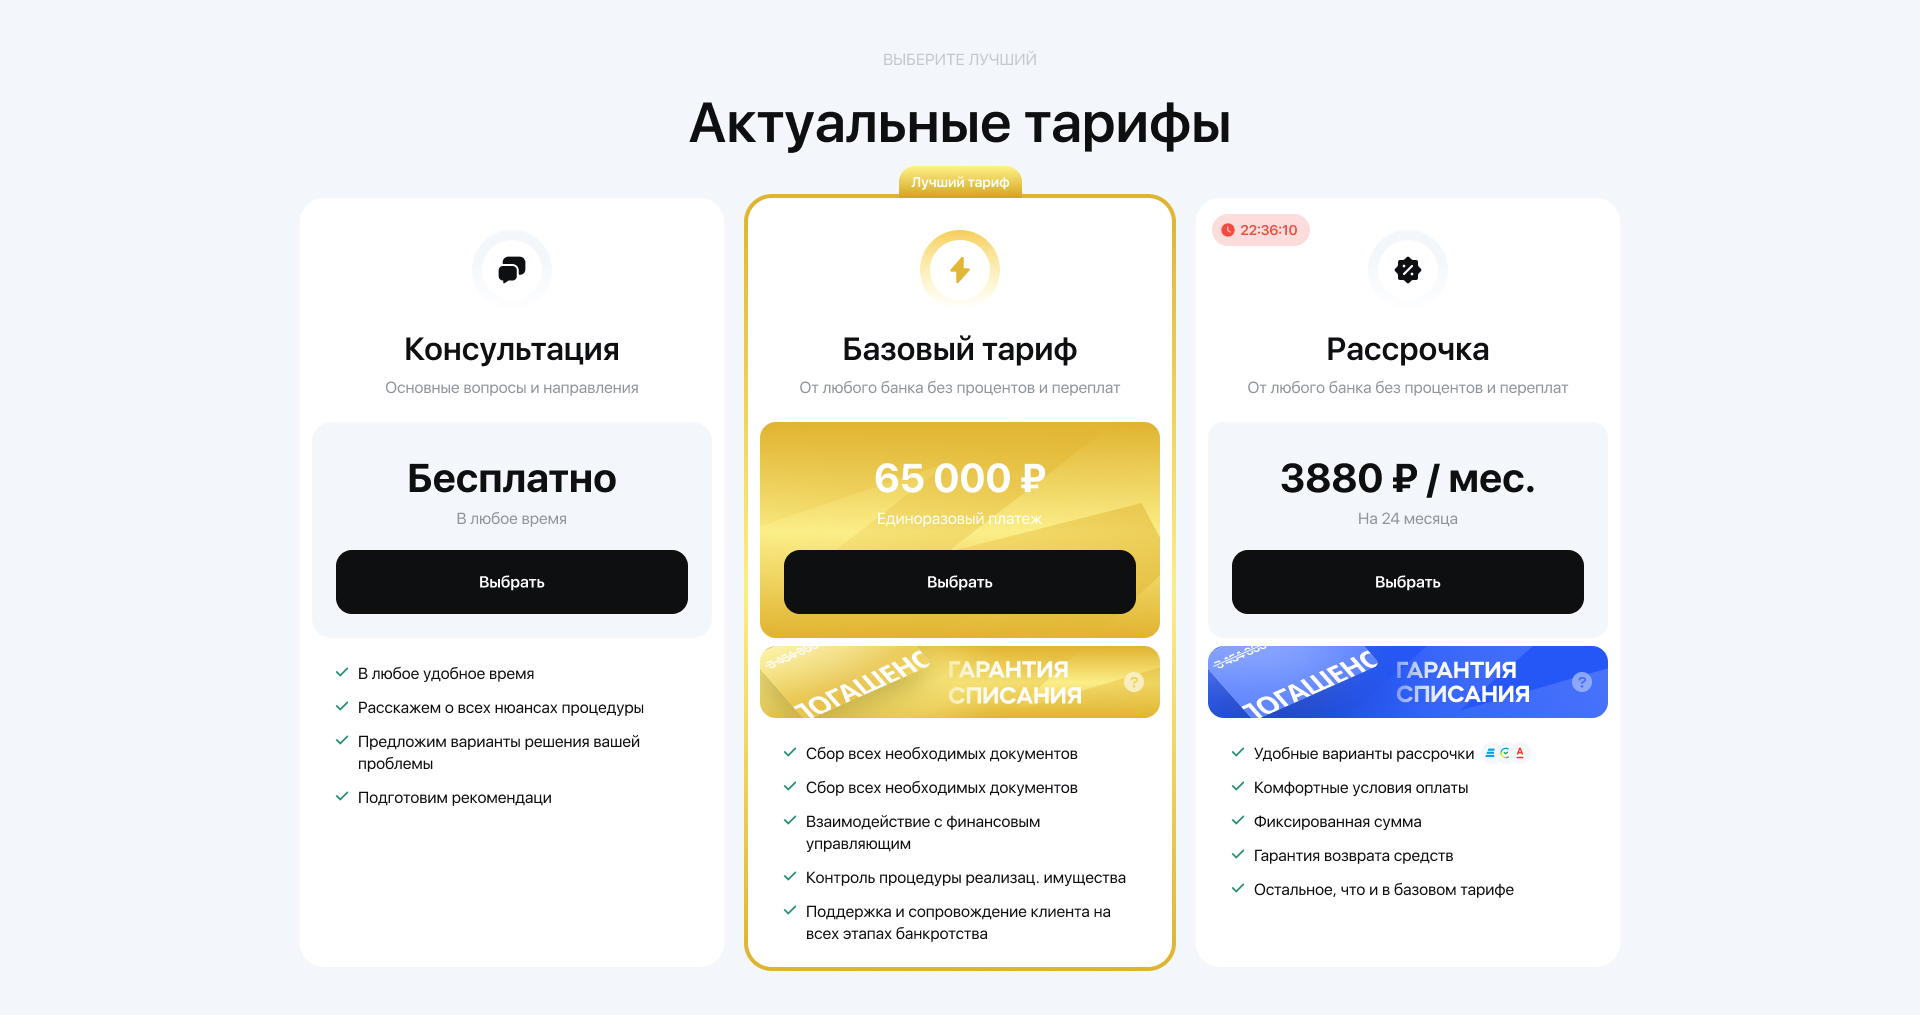 ВЫБЕРИТЕ ЛУЧШИЙ
Актуальные тарифы
Консультация
Основные вопросы и направления
Бесплатно
В любое время
Выбрать
В любое удобное время
Расскажем о всех нюансах процедуры
Предложим варианты решения вашей
проблемы
Подготовим рекомендаци
Лучший тариф
Базовый тариф
От любого банка без процентов и переплат
65 000 ₽
Единоразовый платеж
Выбрать
ПОГАШЕНО
ГАРАНТИЯ
СПИСАНИЯ
?
Сбор всех необходимых документов
Сбор всех необходимых документов
Взаимодействие с финансовым
управляющим
Контроль процедуры реализац. имущества
Поддержка и сопровождение клиента на
всех этапах банкротства
22:36:10
Рассрочка
От любого банка без процентов и переплат
3880 ₽ / мес.
На 24 месяца
Выбрать
ПОГАШЕНО
ГАРАНТИЯ
СПИСАНИЯ
?
Удобные варианты рассрочки
Комфортные условия оплаты
Фиксированная сумма
Гарантия возврата средств
Остальное, что и в базовом тарифе